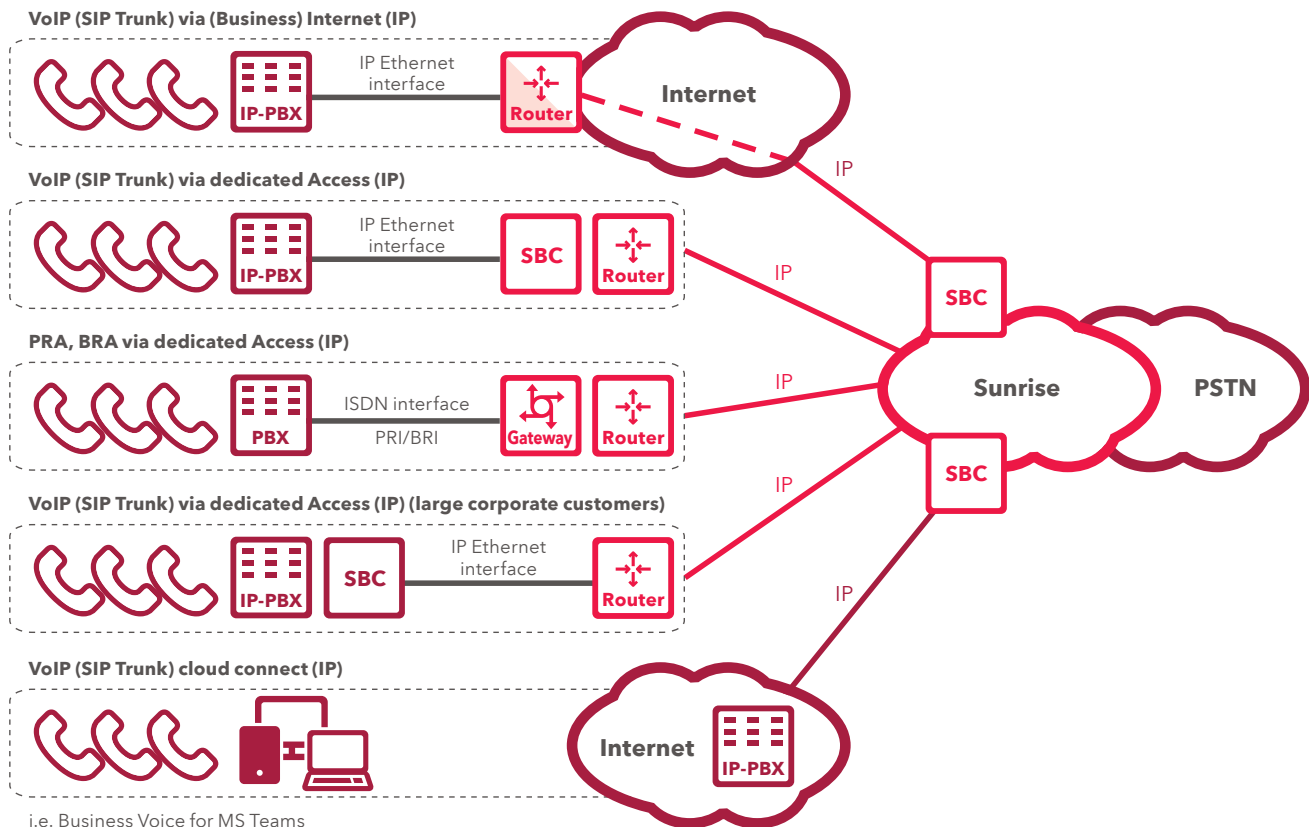 VoIP (SIP Trunk) via (Business) Internet (IP)
IP Ethernet
interface
IP-PBX
Router
Internet
IP
VoIP (SIP Trunk) via dedicated Access (IP)
IP Ethernet
interface
IP-PBX
SBC
Router
IP
SBC
PRA, BRA via dedicated Access (IP)
ISDN interface
PRI/BRI
PBX
Gateway
Router
IP
Sunrise
PSTN
SBC
VoIP (SIP Trunk) via dedicated Access (IP) (large corporate customers)
IP Ethernet
interface
IP-PBX
SBC
Router
IP
VoIP (SIP Trunk) cloud connect (IP)
Internet
IP-PBX
IP
i.e. Business Voice for MS Teams